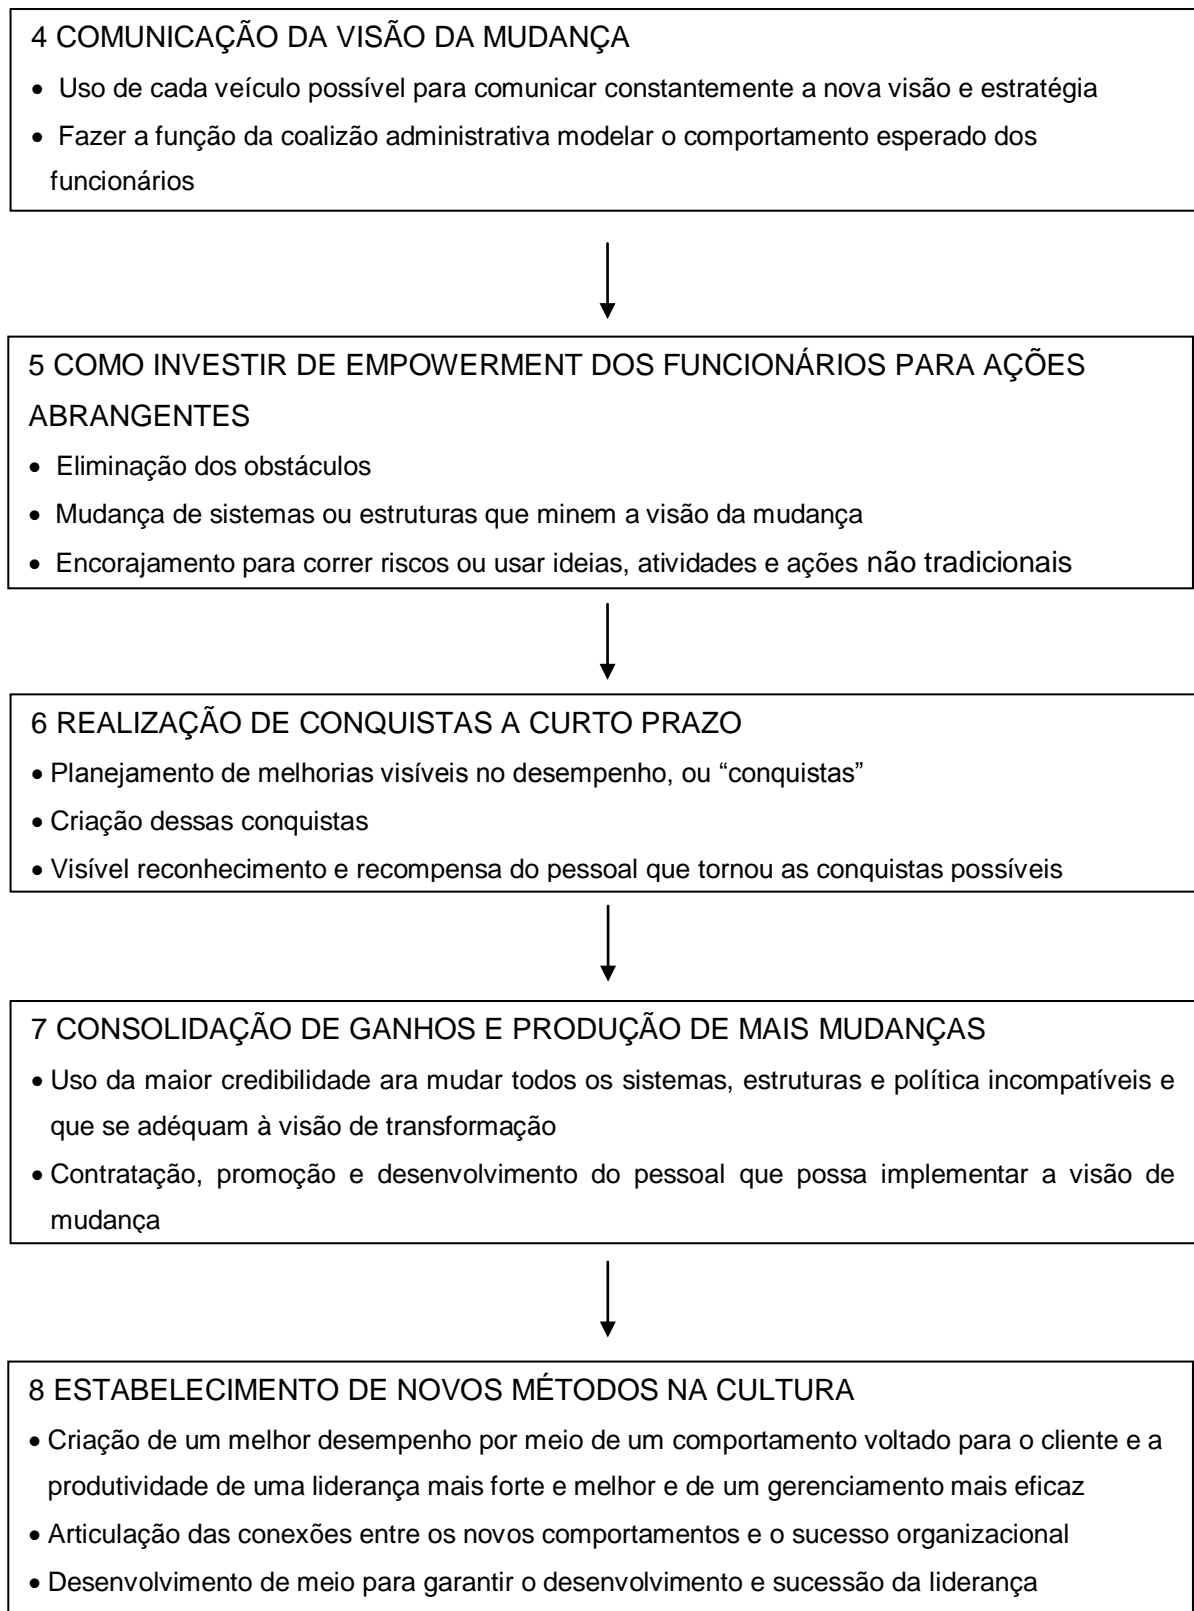 4 COMUNICAÇÃO DA VISÃO DA MUDANÇA
• Uso de cada veículo possível para comunicar constantemente a nova visão e estratégia
• Fazer a função da coalizão administrativa modelar o comportamento esperado dos
funcionários
5 COMO INVESTIR DE EMPOWERMENT DOS FUNCIONÁRIOS PARA AÇÕES
ABRANGENTES
• Eliminação dos obstáculos
• Mudança de sistemas ou estruturas que minem a visão da mudança
• Encorajamento para correr riscos ou usar ideias, atividades e ações não tradicionais
6 REALIZAÇÃO DE CONQUISTAS A CURTO PRAZO
• Planejamento de melhorias visíveis no desempenho, ou “conquistas”
• Criação dessas conquistas
• Visível reconhecimento e recompensa do pessoal que tornou as conquistas possíveis
7 CONSOLIDAÇÃO DE GANHOS E PRODUÇÃO DE MAIS MUDANÇAS
• Uso da maior credibilidade ara mudar todos os sistemas, estruturas e política incompatíveis e
que se adéquam à visão de transformação
• Contratação, promoção e desenvolvimento do pessoal que possa implementar a visão de
mudança
8 ESTABELECIMENTO DE NOVOS MÉTODOS NA CULTURA
• Criação de um melhor desempenho por meio de um comportamento voltado para o cliente e a
produtividade de uma liderança mais forte e melhor e de um gerenciamento mais eficaz
• Articulação das conexões entre os novos comportamentos e o sucesso organizacional
• Desenvolvimento de meio para garantir o desenvolvimento e sucessão da liderança